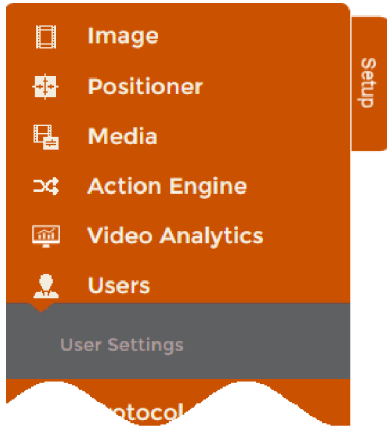 Image
Setup
Positioner
Media
Action Engine
Video Analytics
Users
User Settings